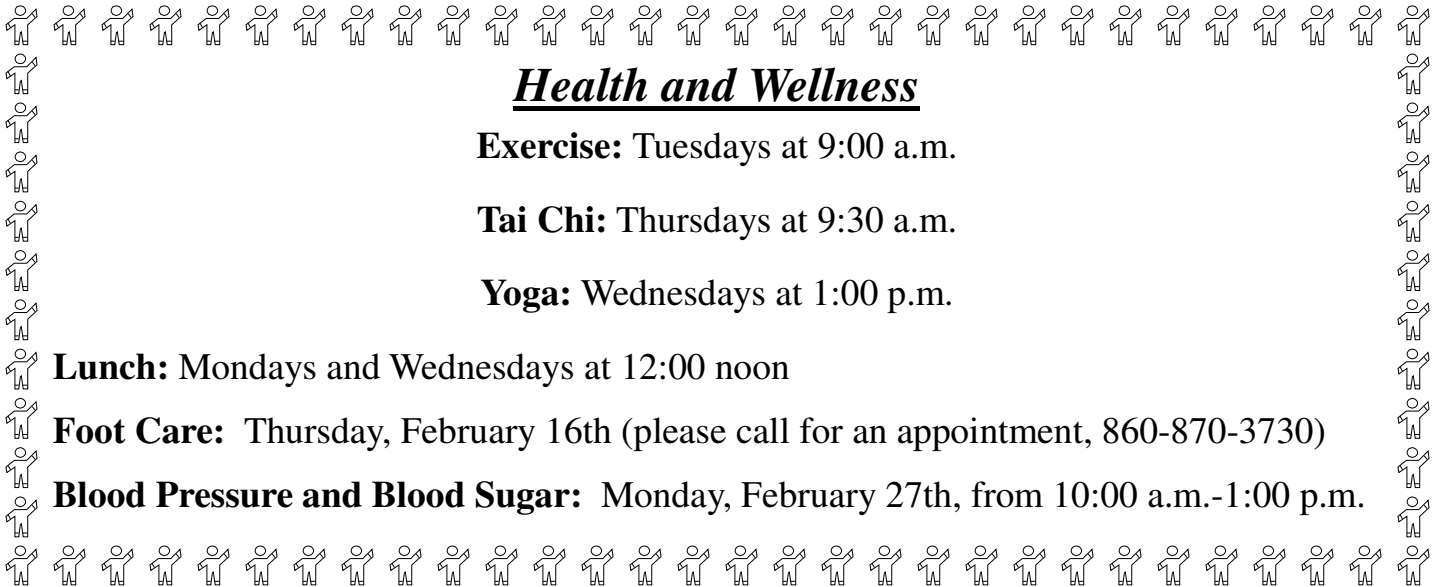 Health and Wellness
Exercise: Tuesdays at 9:00 a.m.
Tai Chi: Thursdays at 9:30 a.m.
Yoga: Wednesdays at 1:00 p.m.
Lunch: Mondays and Wednesdays at 12:00 noon
Foot Care:  Thursday, February 16th (please call for an appointment, 860-870-3730)
Blood Pressure and Blood Sugar:  Monday, February 27th, from 10:00 a.m.-1:00 p.m.